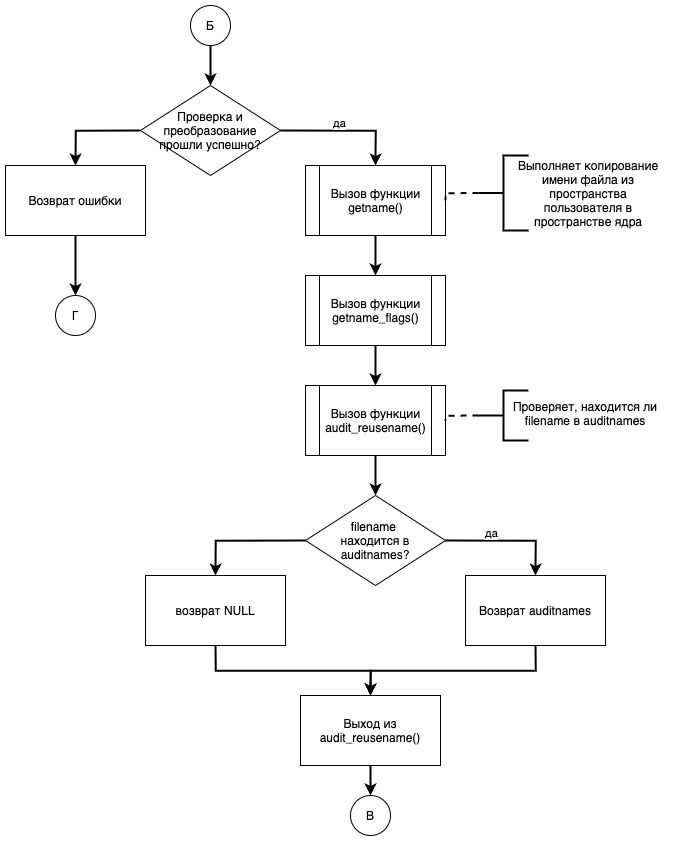 Б
Проверка и
преобразование
прошли успешно?
да
Возврат ошибки
Вызов функции
getname()
Выполняет копирование
имени файла из
пространства
пользователя в
пространстве ядра
Г
Вызов функции
getname_flags()
Вызов функции
audit_reusename()
Проверяет, находится ли
filename в auditnames
filename
находится в
auditnames?
да
возврат NULL
Возврат auditnames
Выход из
audit_reusename()
В